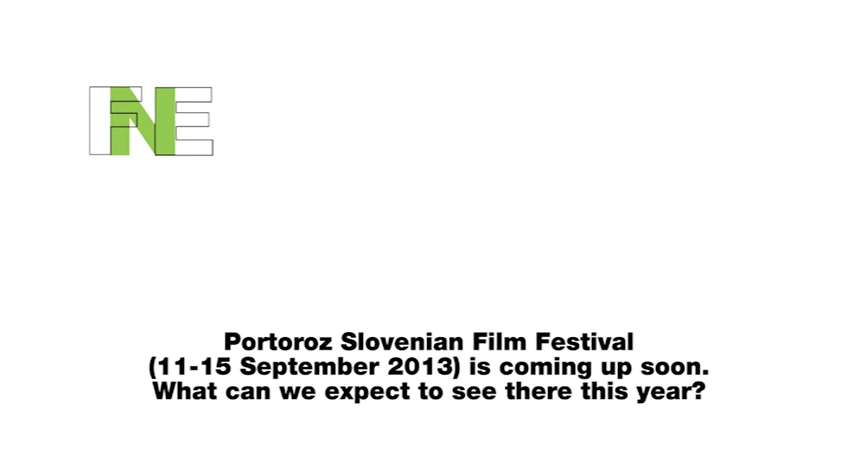 FNE
Portoroz Slovenian Film Festival
(11-15 September 2013) is coming up soon.
What can we expect to see there this year?